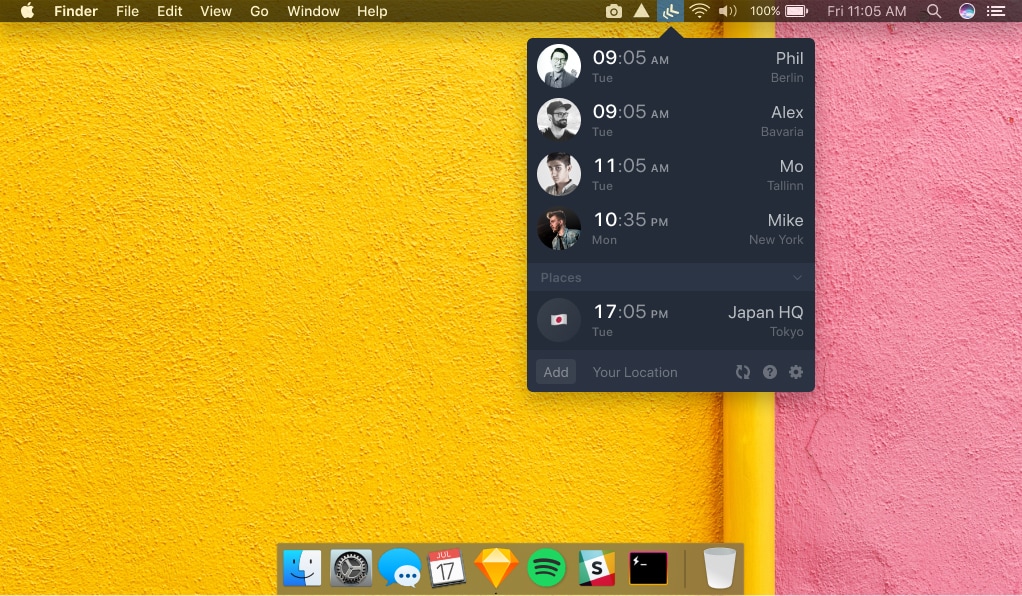 Finder File Edit View Go Window Help 100% Fri 11:05 AM
09:05 AM Phil
Tue Berlin
09:05 AM Alex
Tue Bavaria
11:05 AM Mo
Tue Tallinn
10:35 PM Mike
Mon New York
Places
17:05 PM Japan HQ
Tue Tokyo
Add Your Location ?
JUL
17
S